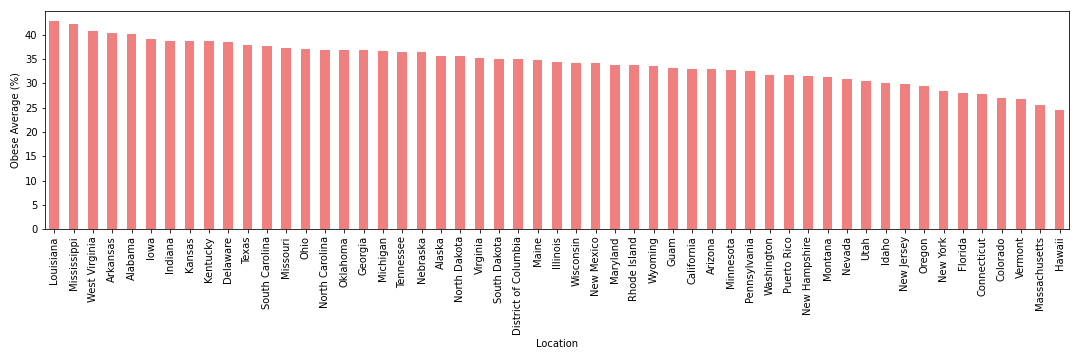 Obese Average (%)
40
35
30
25
20
15
10
5
0
Louisiana
Mississippi
West Virginia
Arkansas
Alabama
Iowa
Indiana
Kansas
Kentucky
Delaware
Texas
South Carolina
Missouri
Ohio
North Carolina
Oklahoma
Georgia
Michigan
Tennessee
Nebraska
Alaska
North Dakota
Virginia
South Dakota
District of Columbia
Maine
Illinois
Wisconsin
New Mexico
Maryland
Rhode Island
Wyoming
Guam
California
Arizona
Minnesota
Pennsylvania
Washington
Puerto Rico
New Hampshire
Montana
Nevada
Utah
Idaho
New Jersey
Oregon
New York
Florida
Connecticut
Colorado
Vermont
Massachusetts
Hawaii
Location